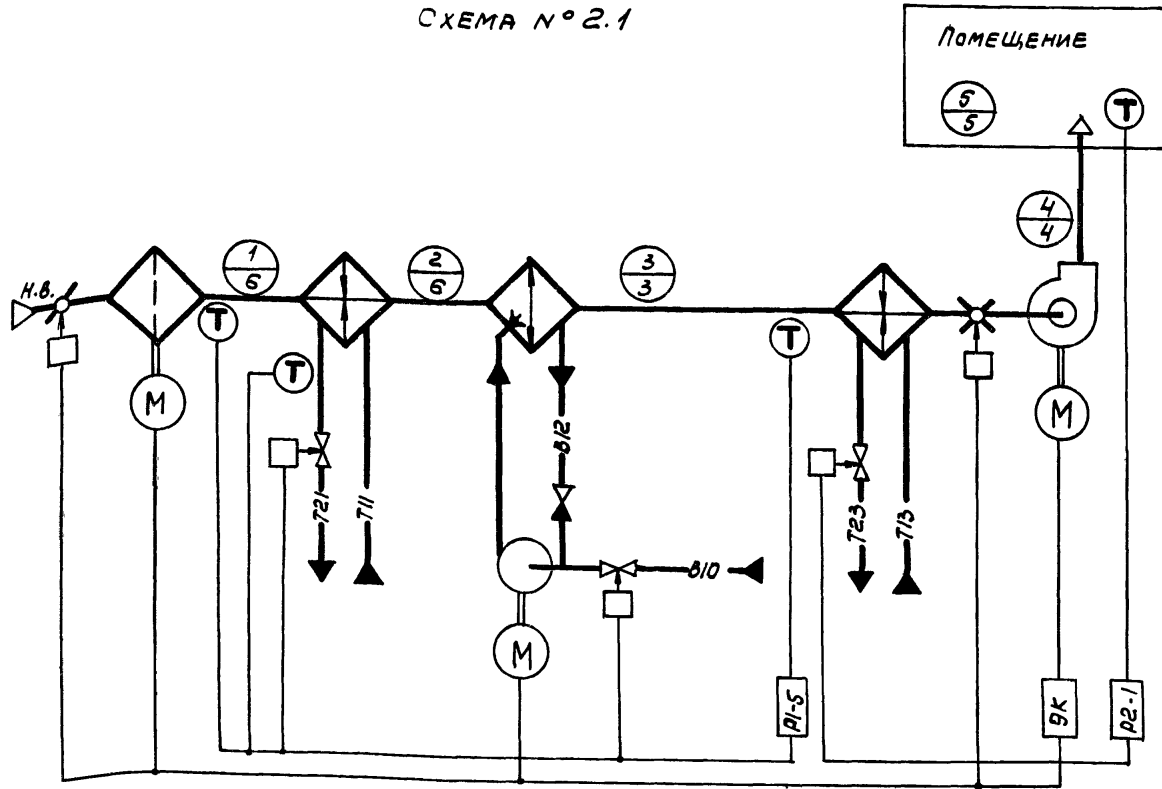 СХЕМА № 2.1
ПОМЕЩЕНИЕ
5
5
Т
4
4
Н.В.
1
6
2
6
3
3
Т
Т
Т
М
М
В12
Т21
Т11
Т23
Т13
В10
М
Р1-5
ЭК
Р2-1